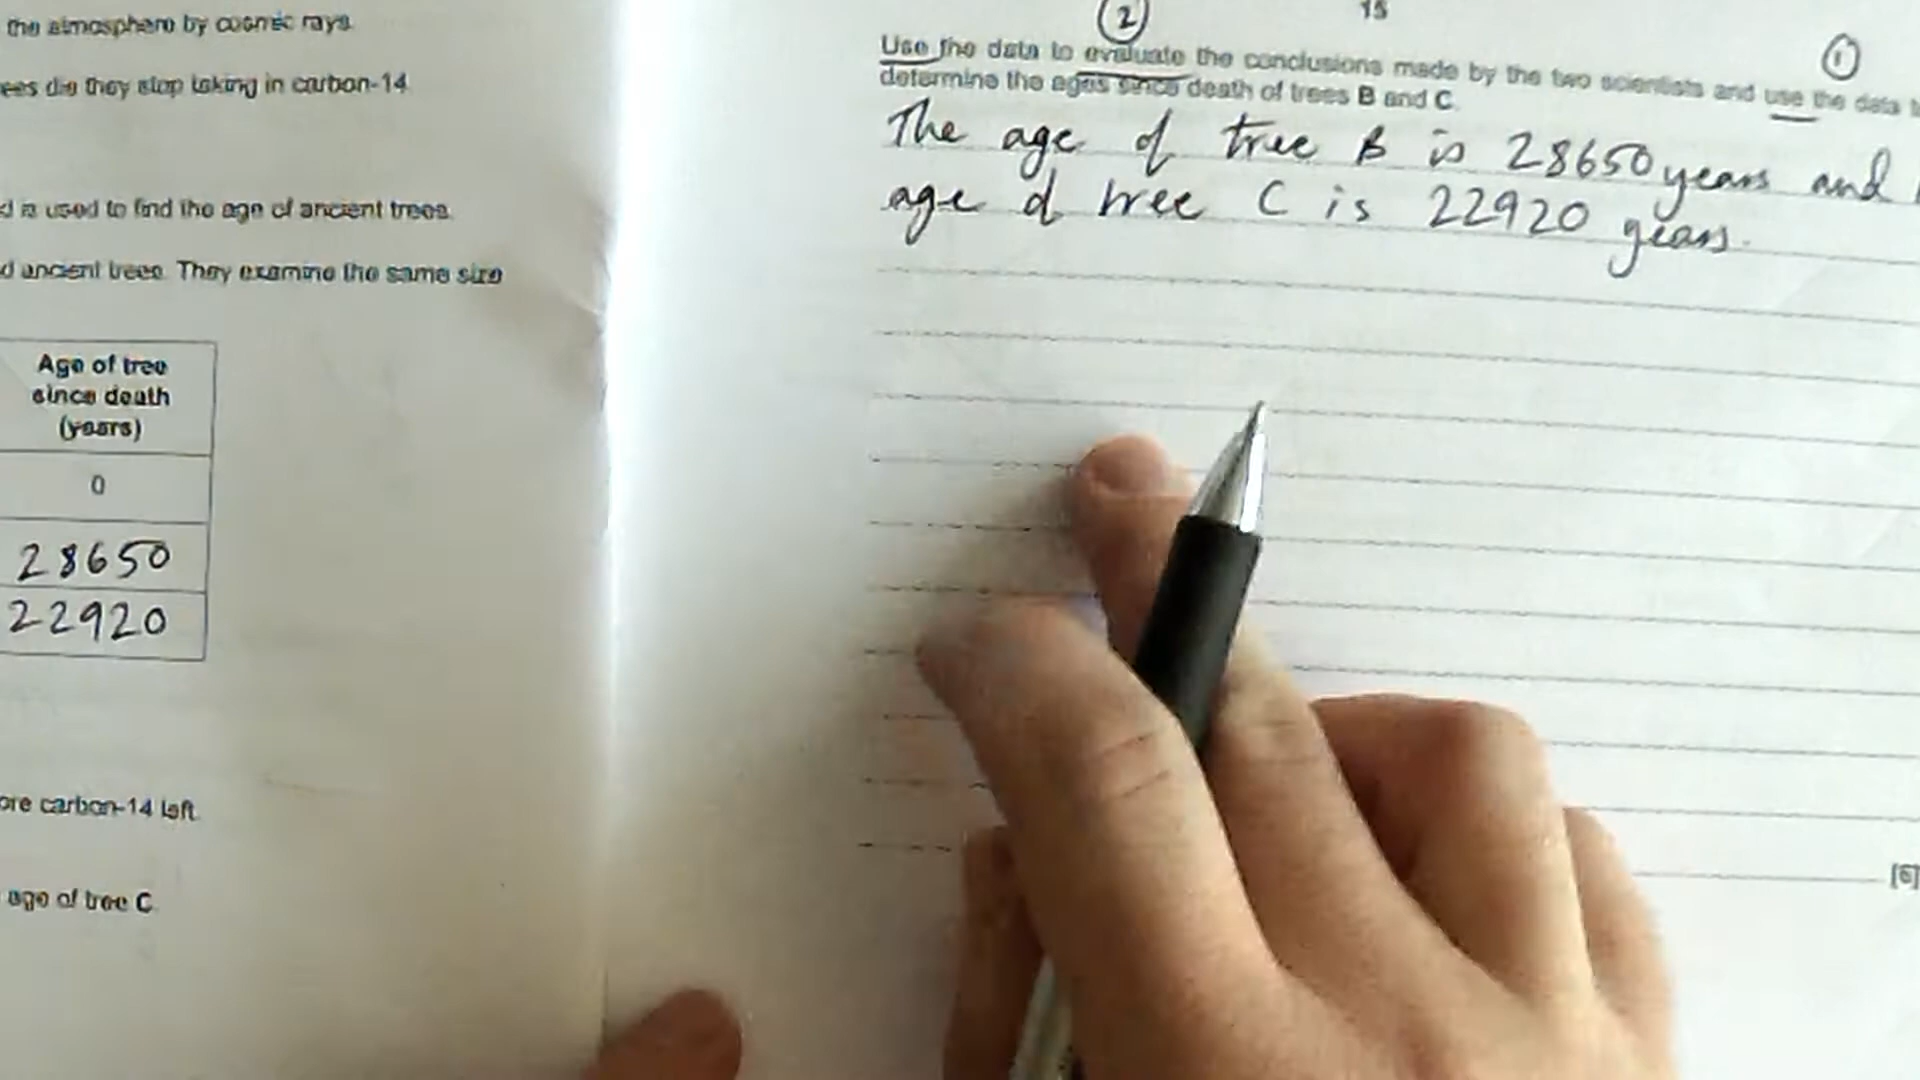 the atmosphere by cosmic rays.
ees die they stop taking in carbon-14
d is used to find the age of ancient trees.
d ancient trees. They examine the same size
Age of tree
since death
(years)
0
28650
22920
ore carbon-14 left.
age of tree C.
2
15
1
Use the data to evaluate the conclusions made by the two scientists and use the data t
determine the ages since death of trees B and C.
The age of tree B is 28650 years and
age of tree C is 22920 years.
[6]